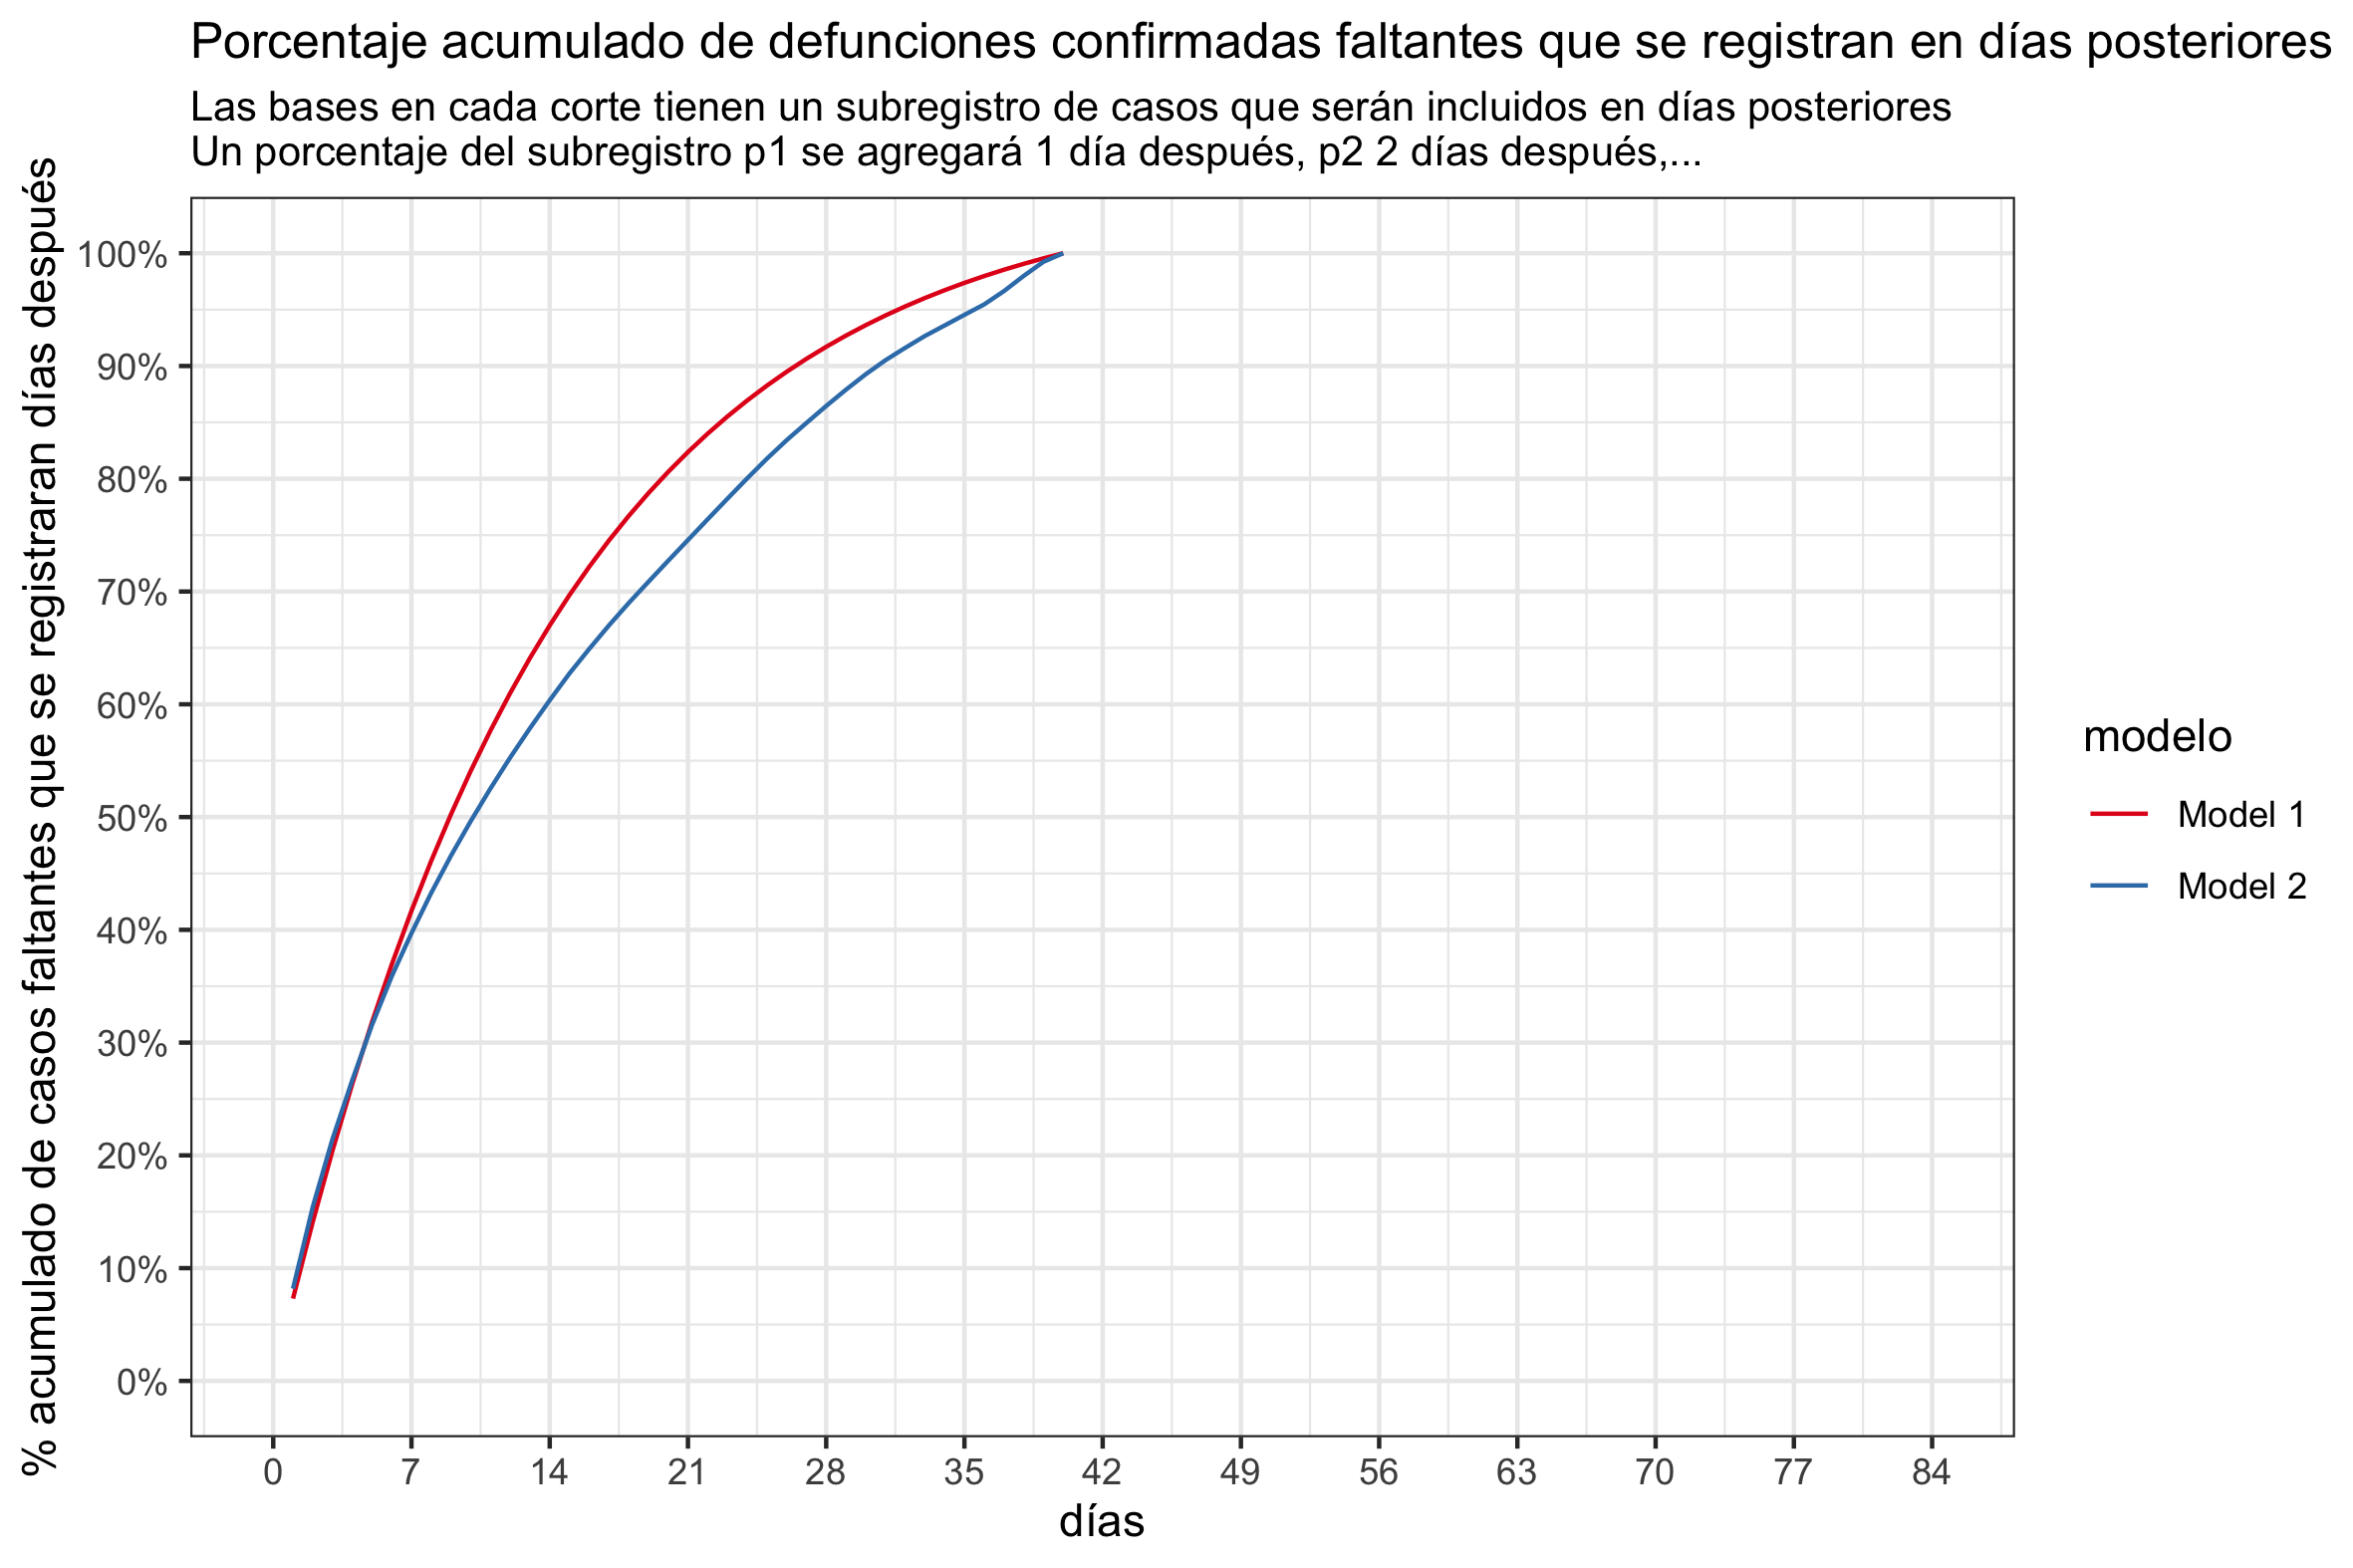 Porcentaje acumulado de defunciones confirmadas faltantes que se registran en días posteriores
Las bases en cada corte tienen un subregistro de casos que serán incluidos en días posteriores
Un porcentaje del subregistro p1 se agregará 1 día después, p2 2 días después,...
% acumulado de casos faltantes que se registraran días después
100%
90%
80%
70%
60%
50%
40%
30%
20%
10%
0%
0 7 14 21 28 35 42 49 56 63 70 77 84
días
modelo
Model 1
Model 2